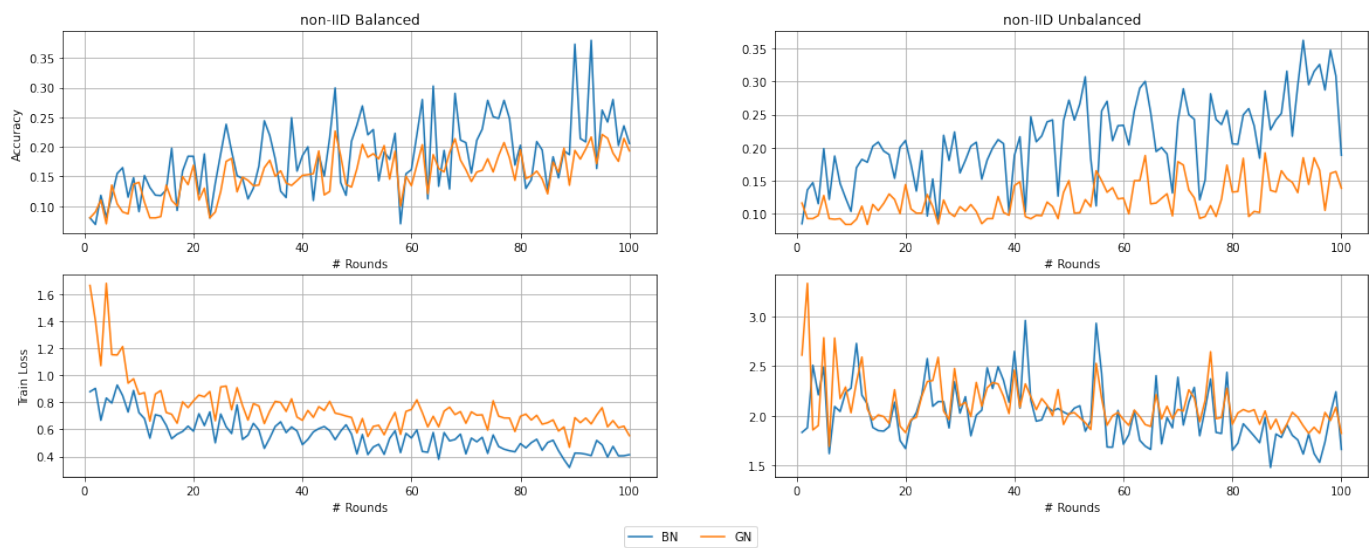 non-IID Balanced
non-IID Unbalanced
Accuracy
0.35
0.30
0.25
0.20
0.15
0.10
0 20 40 60 80 100
# Rounds
0.35
0.30
0.25
0.20
0.15
0.10
0 20 40 60 80 100
# Rounds
Train Loss
1.6
1.4
1.2
1.0
0.8
0.6
0.4
0 20 40 60 80 100
# Rounds
3.0
2.5
2.0
1.5
0 20 40 60 80 100
# Rounds
BN GN